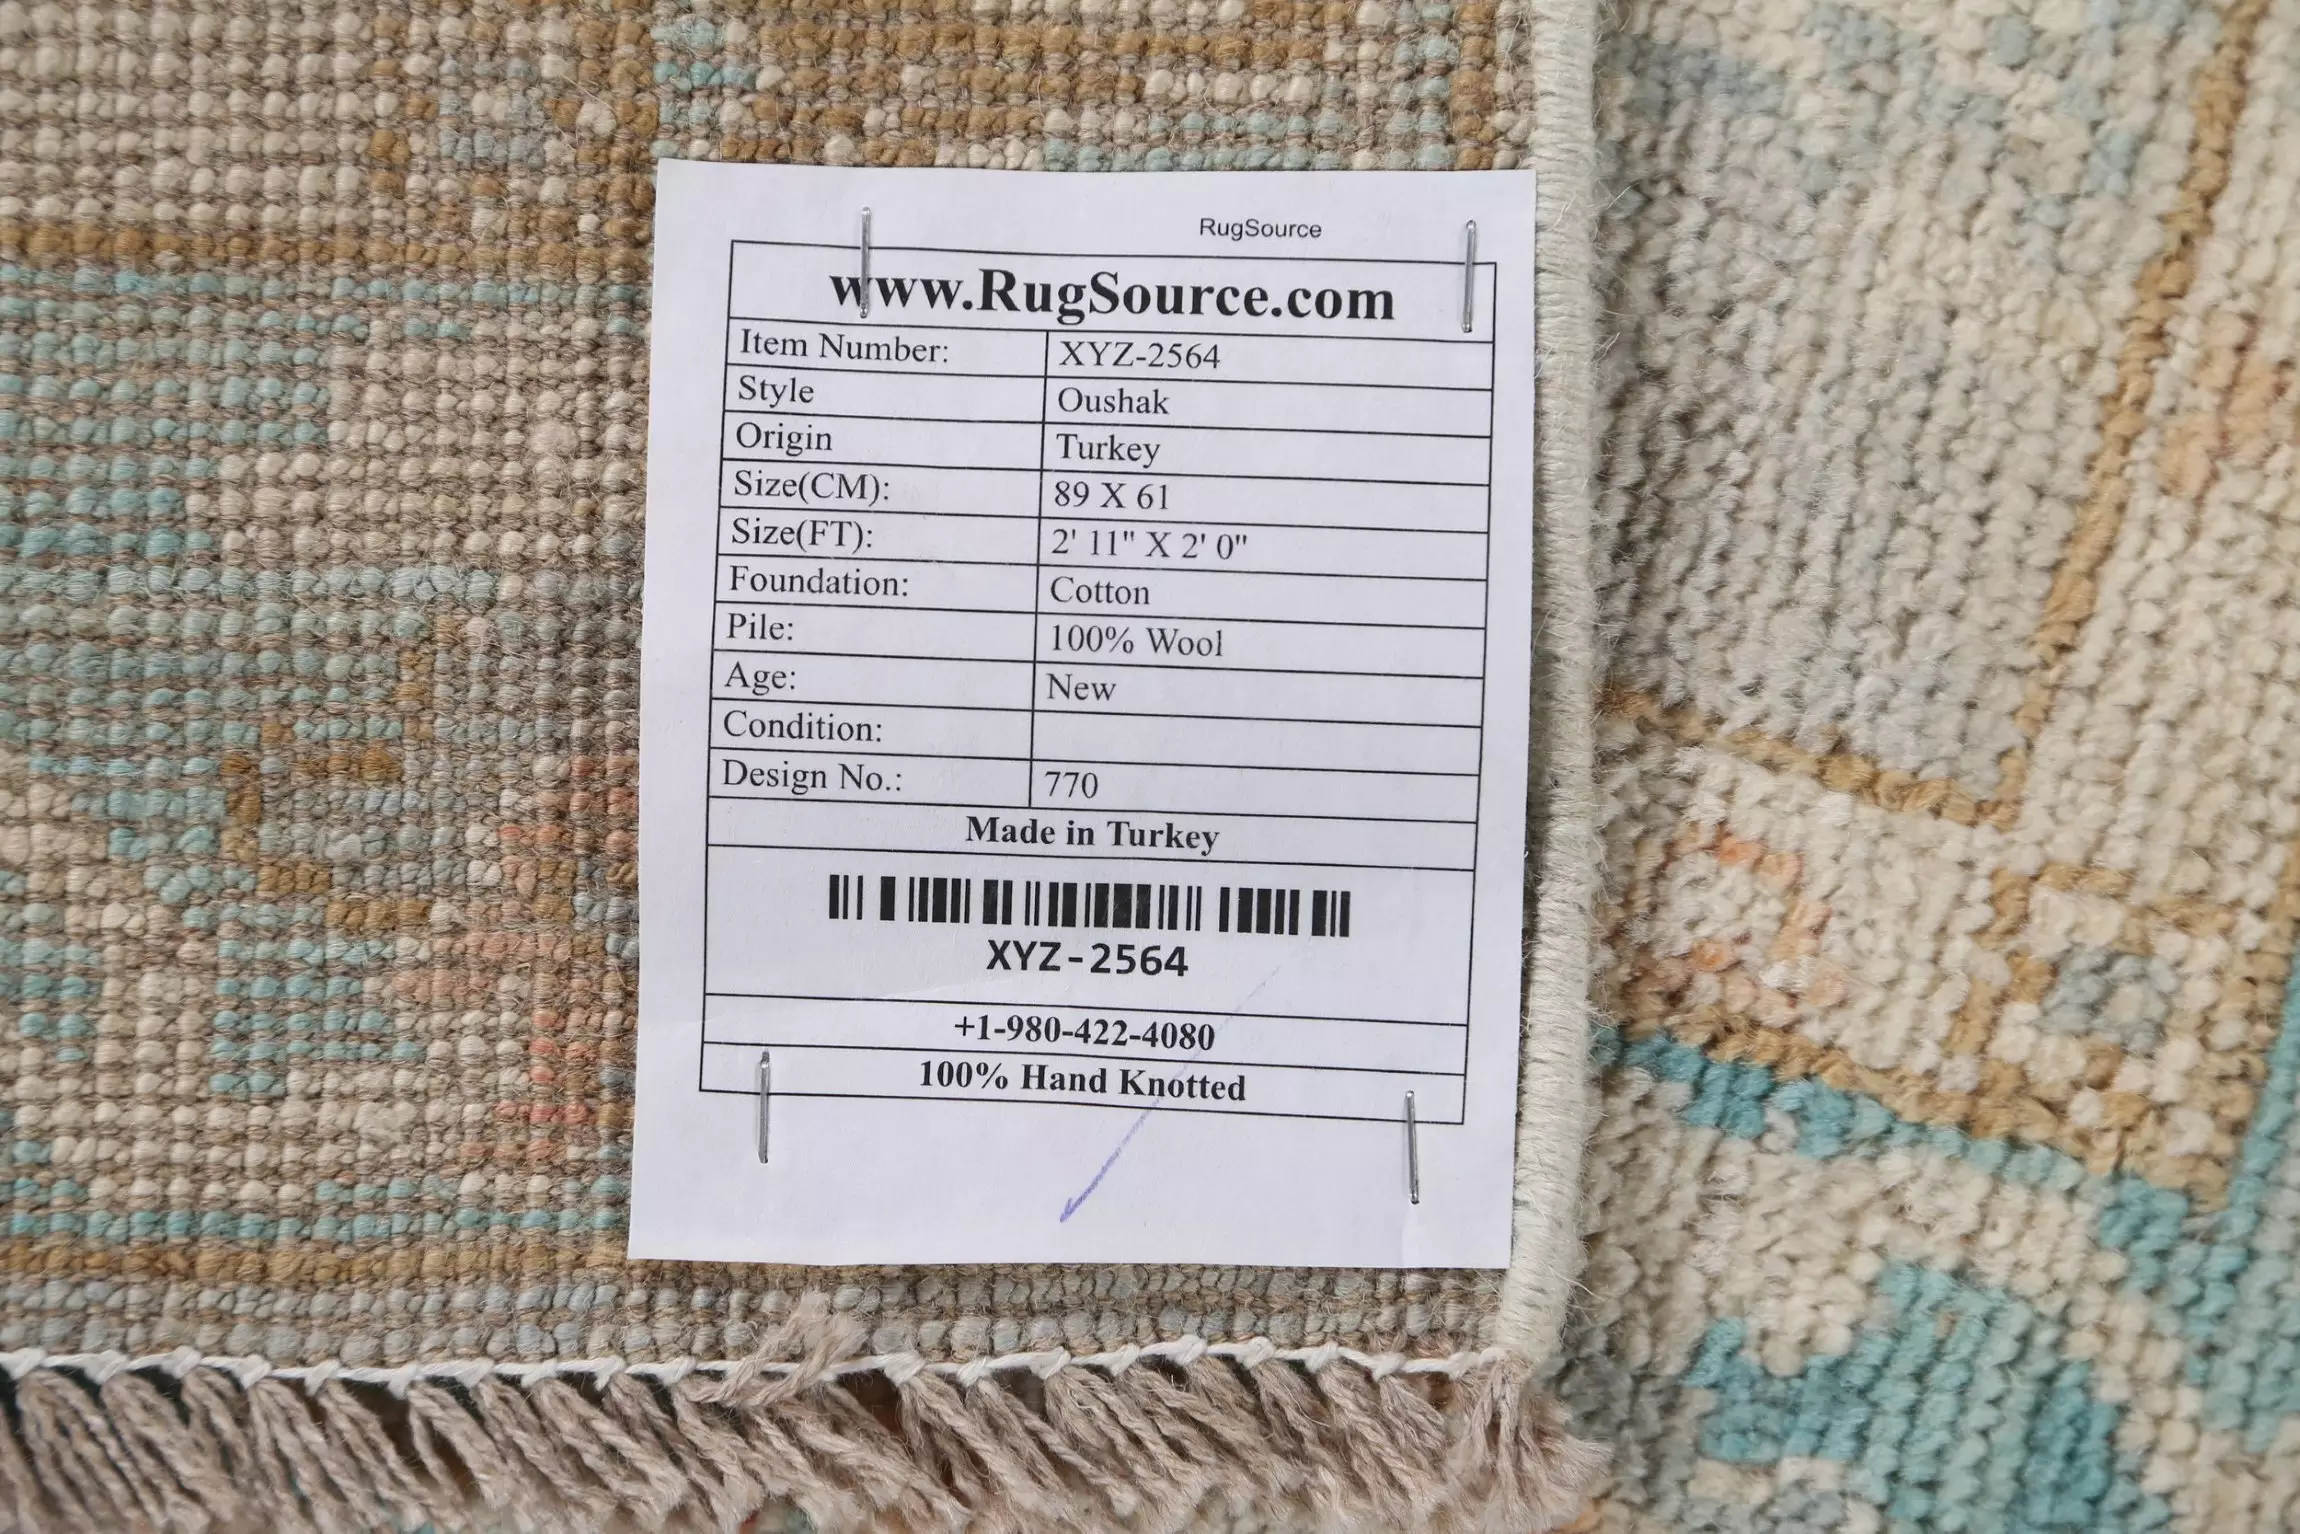 RugSource
www.RugSource.com
Item Number: XYZ-2564
Style Oushak
Origin Turkey
Size(CM): 89 X 61
Size(FT): 2' 11" X 2' 0"
Foundation: Cotton
Pile: 100% Wool
Age: New
Condition:
Design No.: 770
Made in Turkey
XYZ-2564
+1-980-422-4080
100% Hand Knotted